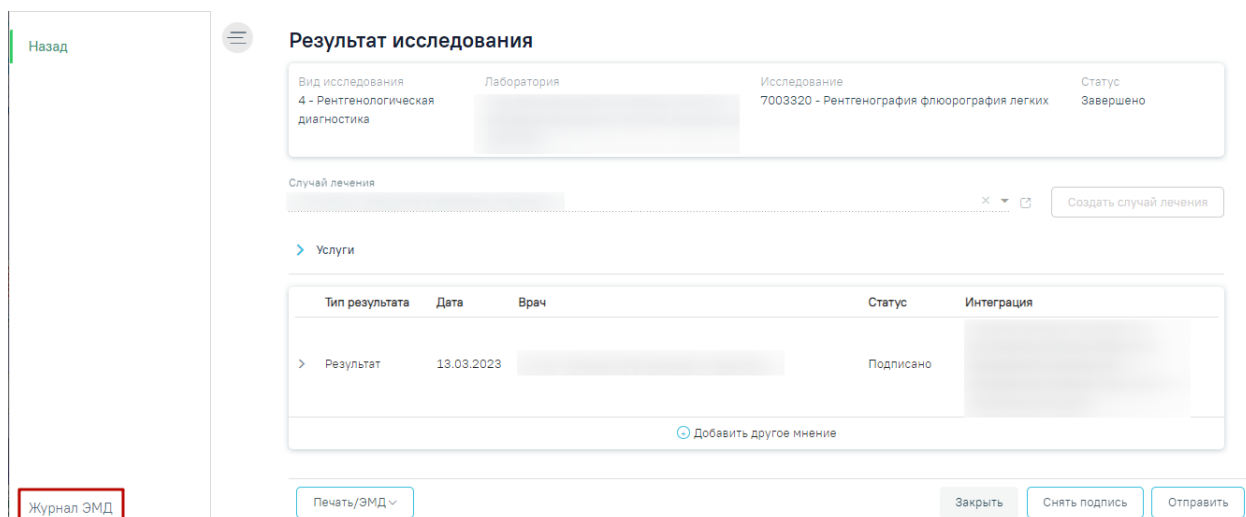 Назад
Результат исследования
Вид исследования Лаборатория Исследование Статус
4 - Рентгенологическая 7003320 - Рентгенография флюорография легких Завершено
диагностика
Случай лечения
Создать случай лечения
Услуги
Тип результата Дата Врач Статус Интеграция
Результат 13.03.2023 Подписано
Добавить другое мнение
Журнал ЭМД Печать/ЭМД Закрыть Снять подпись Отправить